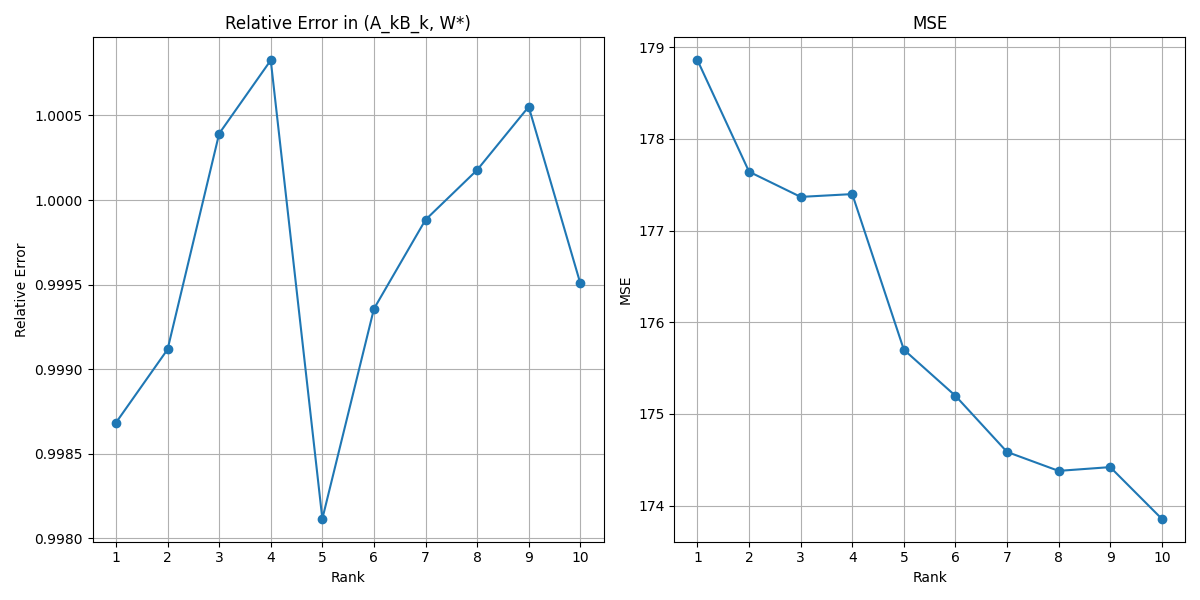 Relative Error in (A_kB_k, W*)
Relative Error
1.0005
1.0000
0.9995
0.9990
0.9985
0.9980
1 2 3 4 5 6 7 8 9 10
Rank
MSE
MSE
179
178
177
176
175
174
1 2 3 4 5 6 7 8 9 10
Rank